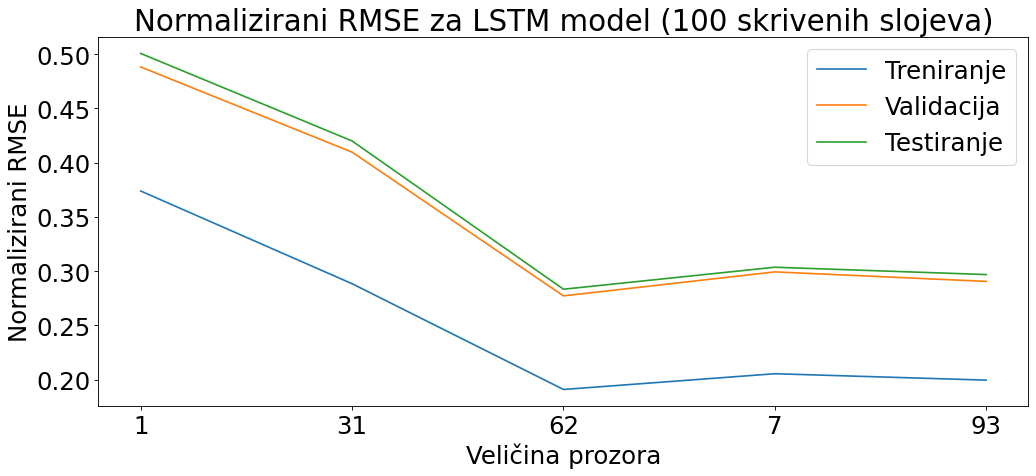 Normalizirani RMSE za LSTM model (100 skrivenih slojeva)
Normalizirani RMSE
0.50
0.45
0.40
0.35
0.30
0.25
0.20
Treniranje
Validacija
Testiranje
1 31 62 7 93
Veličina prozora